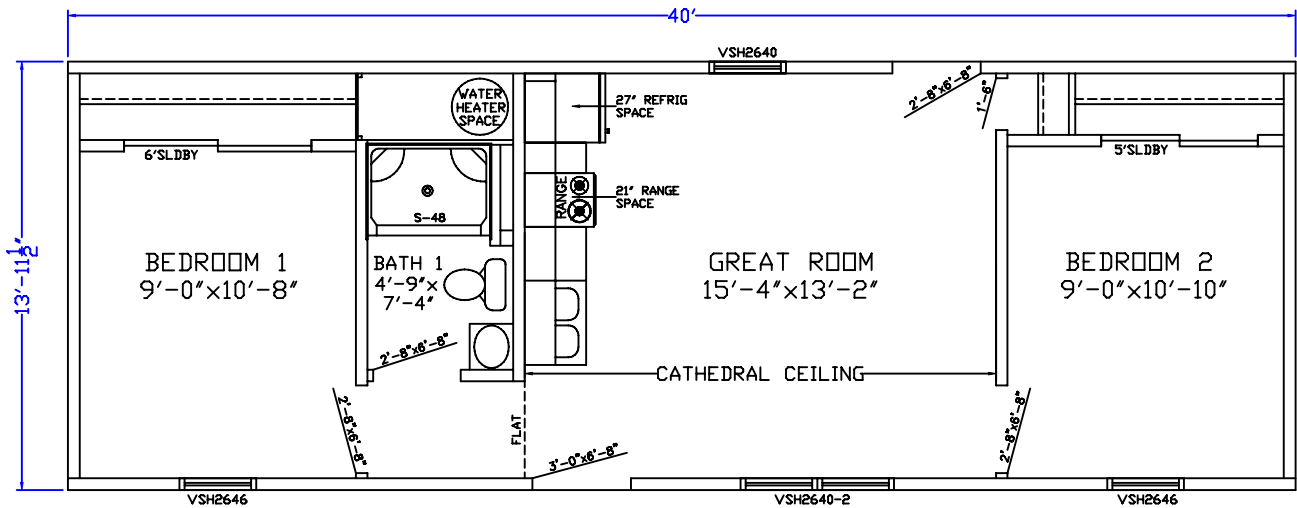 40'
VSH2640
13'-11 1/2"
WATER
HEATER
SPACE
27" REFRIG
SPACE
2'-8"x6'-8"
1'-6"
6'SLDBY
5'SLDBY
RANGE
21" RANGE
SPACE
S-48
BEDROOM 1
9'-0"x10'-8"
BATH 1
4'-9"x
7'-4"
GREAT ROOM
15'-4"x13'-2"
BEDROOM 2
9'-0"x10'-10"
2'-8"x6'-8"
CATHEDRAL CEILING
2'-8"x6'-8"
FLAT
3'-0"x6'-8"
2'-8"x6'-8"
VSH2646
VSH2640-2
VSH2646